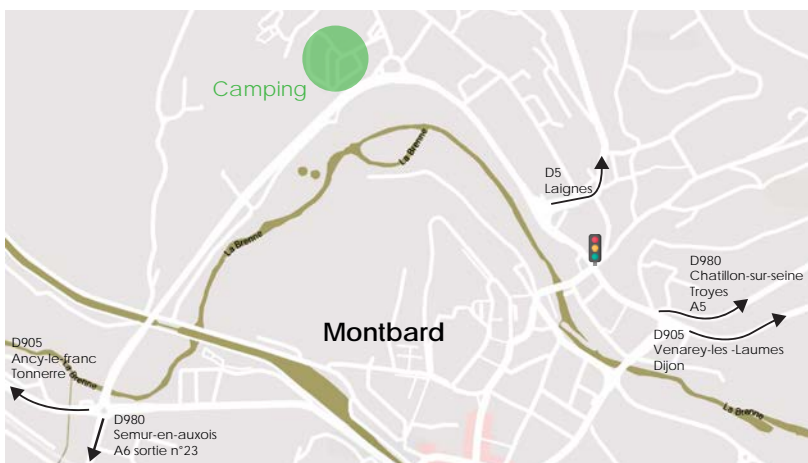 Camping
La Brenne
D5
Laignes
La Brenne
D980
Chatillon-sur-seine
Troyes
A5
Montbard
D905
Venarey-les -Laumes
Dijon
D905
Ancy-le-franc
Tonnerre
La Brenne
La Brenne
D980
Semur-en-auxois
A6 sortie n°23